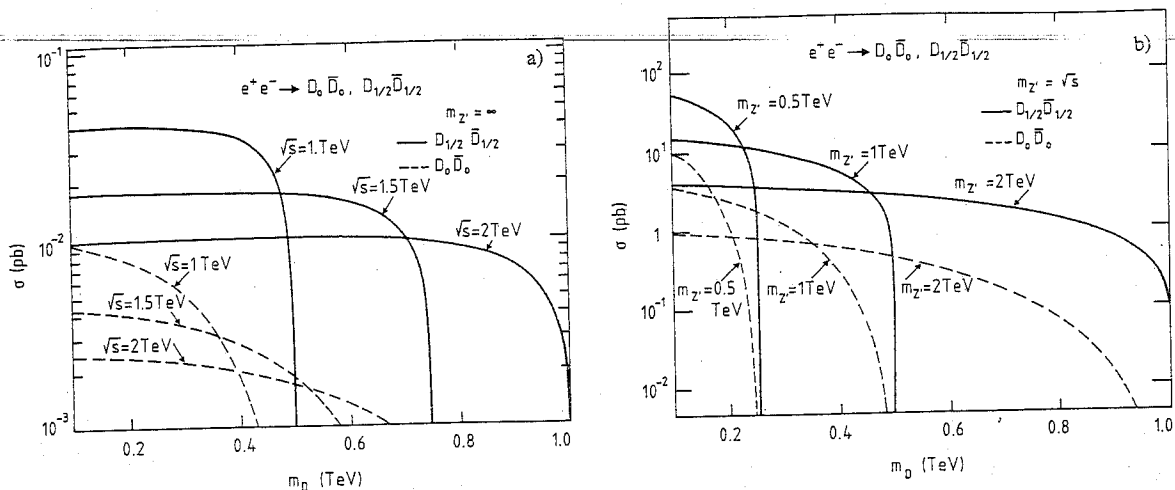 a)
e⁺e⁻ → D₀D̅₀, D₁/₂D̅₁/₂
m_Z' = ∞
D₁/₂ D̅₁/₂
D₀D̅₀
√s=1.TeV
√s=1.5TeV
√s=2TeV
√s=1TeV
√s=1.5TeV
√s=2TeV
10⁻¹
10⁻²
10⁻³
σ (pb)
0.2 0.4 0.6 0.8 1.0
m_D (TeV)
b)
e⁺e⁻ → D₀D̅₀, D₁/₂D̅₁/₂
m_Z' = √s
D₁/₂D̅₁/₂
D₀D̅₀
m_Z' = 0.5TeV
m_Z' = 1TeV
m_Z' = 2TeV
m_Z' = 0.5
TeV
m_Z'=1TeV
m_Z'=2TeV
10²
10¹
1
10⁻¹
10⁻²
σ (pb)
0.2 0.4 0.6 0.8 1.0
m_D (TeV)